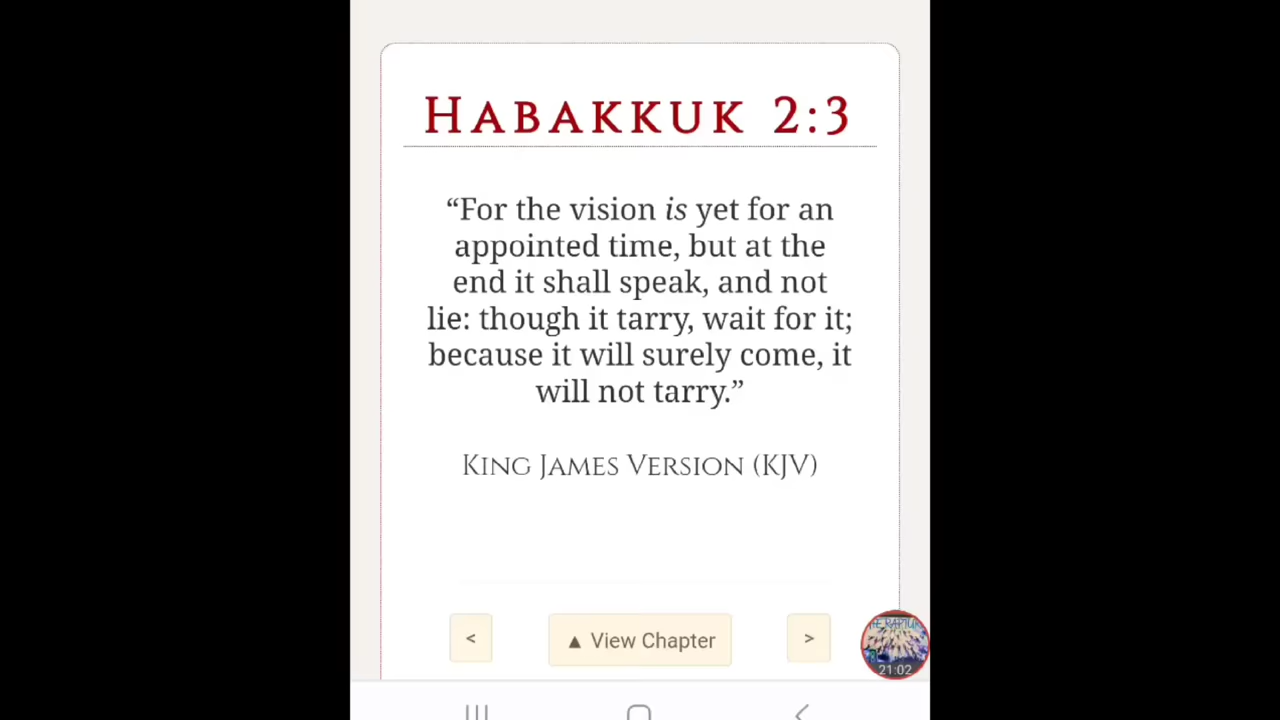 HABAKKUK 2:3
“For the vision is yet for an
appointed time, but at the
end it shall speak, and not
lie: though it tarry, wait for it;
because it will surely come, it
will not tarry.”
KING JAMES VERSION (KJV)
<
▲ View Chapter
>
21:02